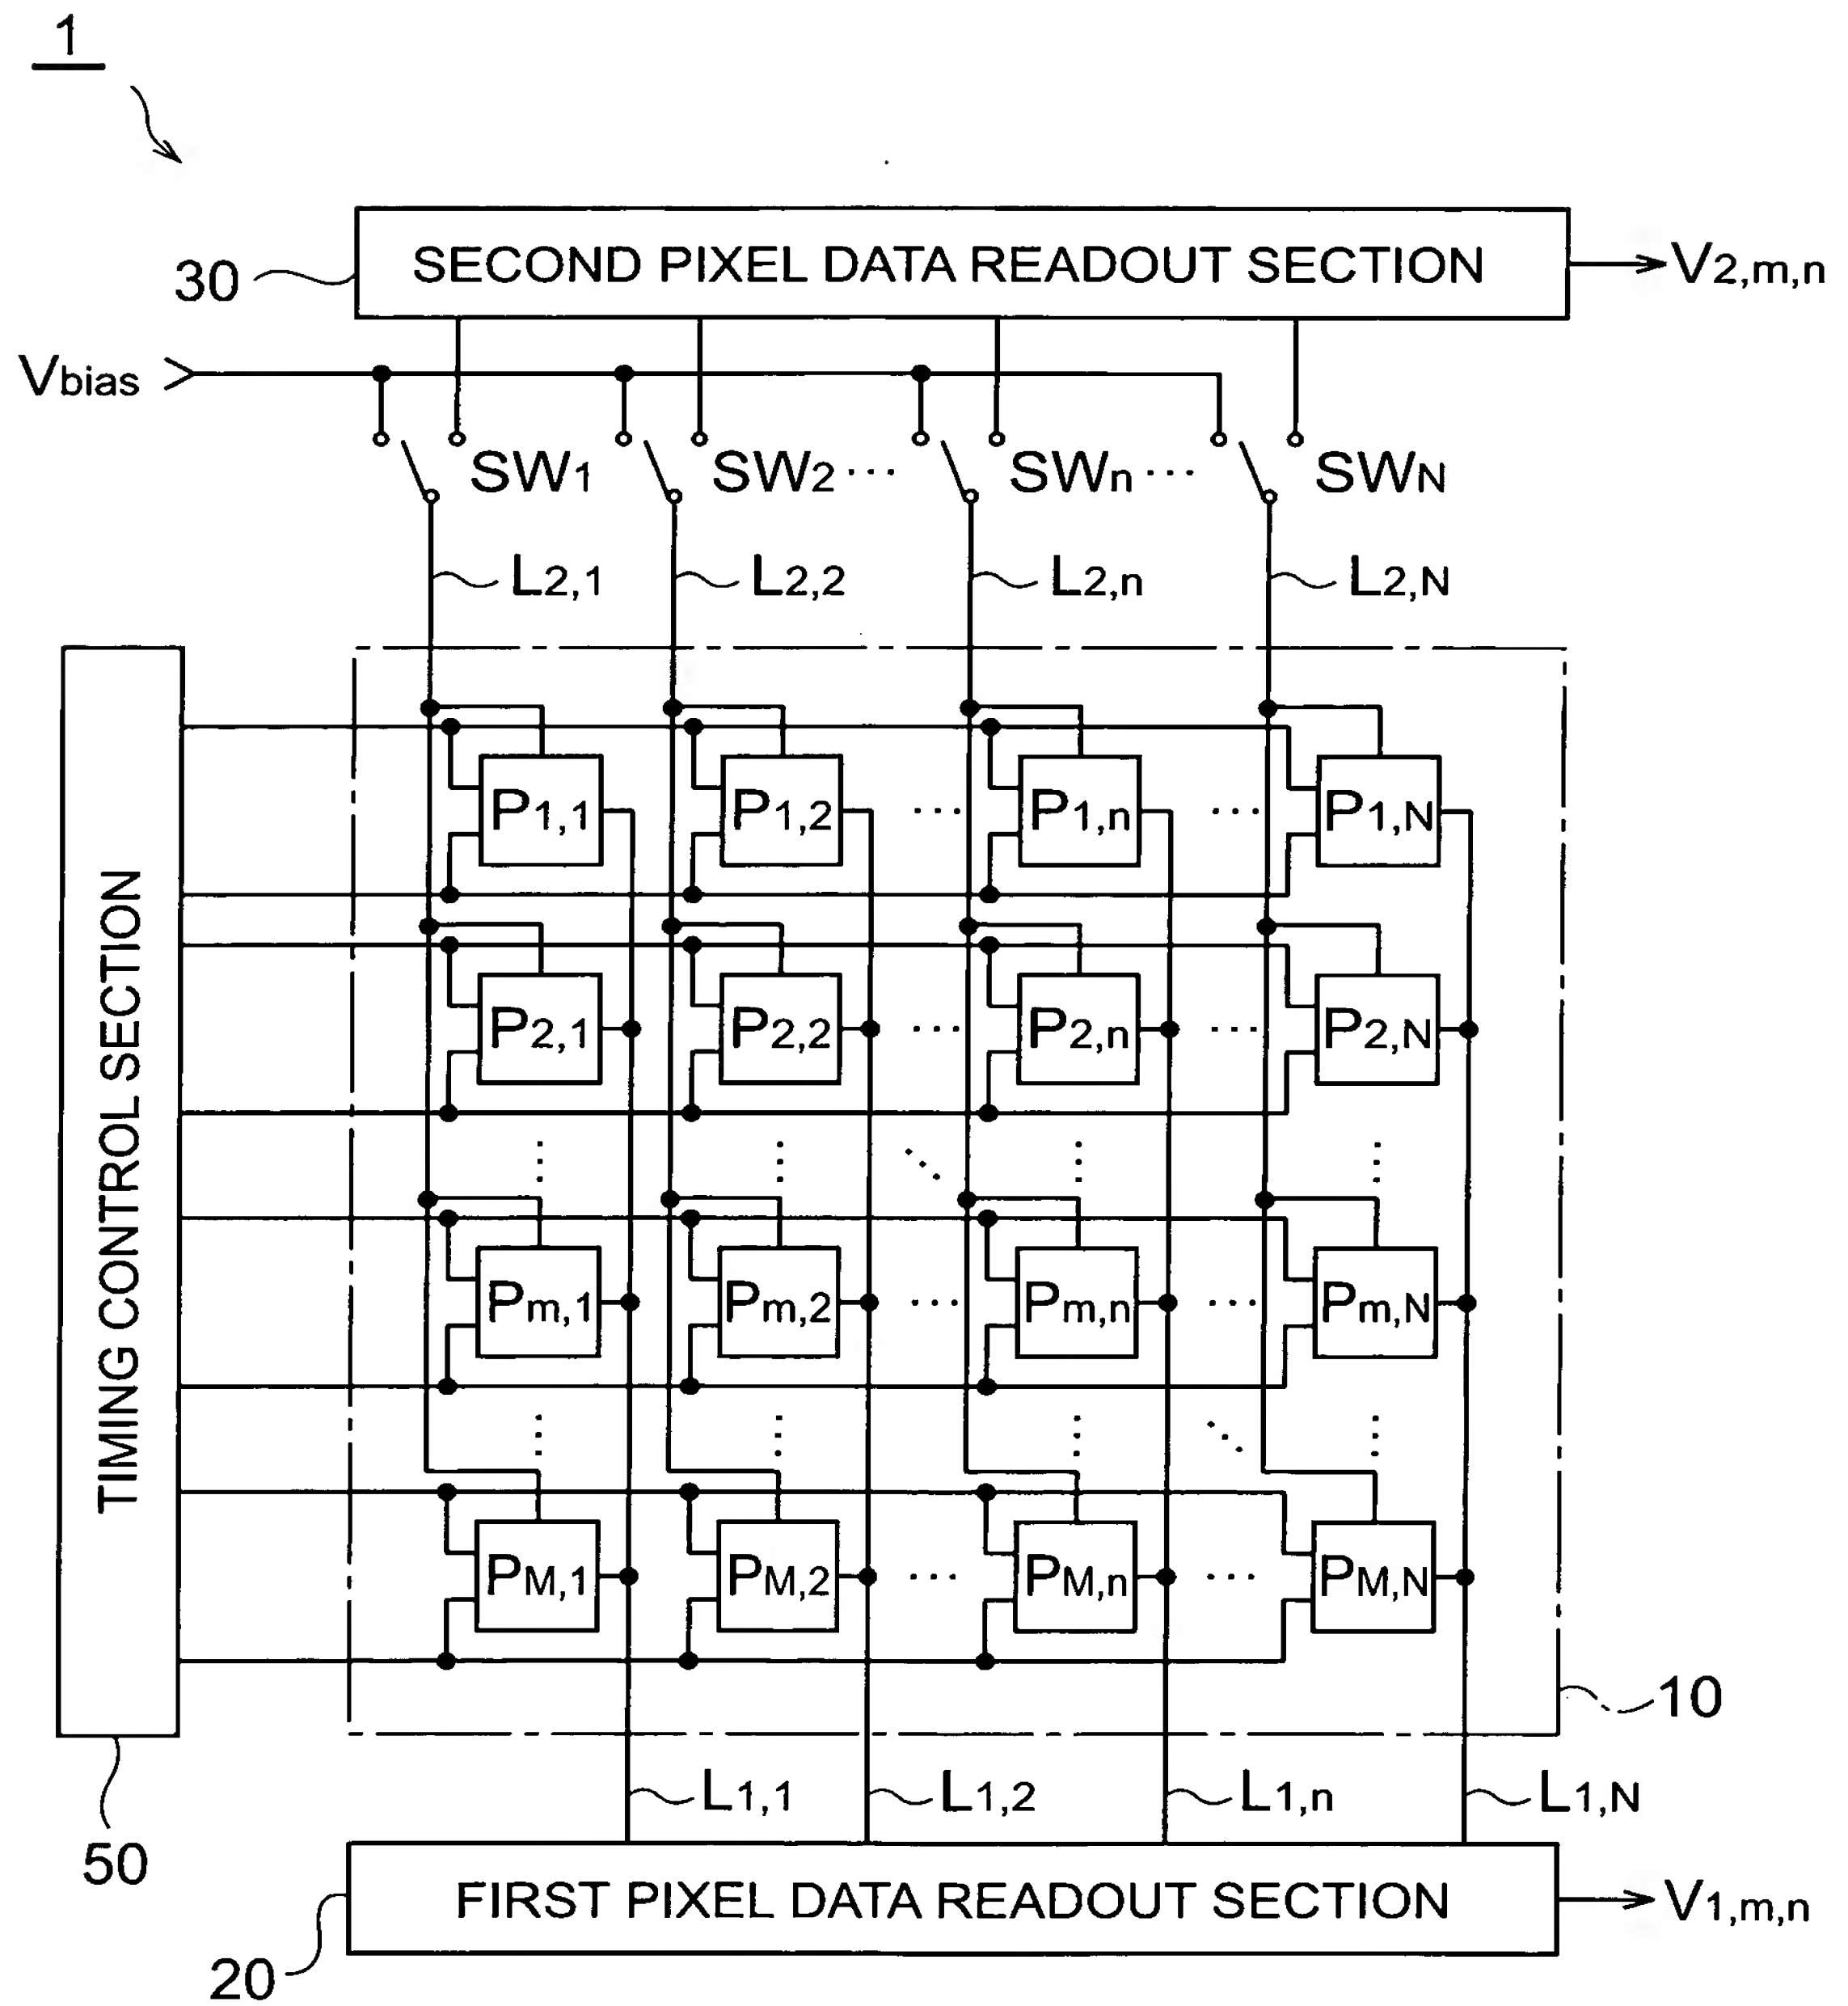 1
SECOND PIXEL DATA READOUT SECTION
30
V2,m,n
Vbias
SW1 SW2 ··· SWn ··· SWN
L2,1 L2,2 L2,n L2,N
TIMING CONTROL SECTION
P1,1 P1,2 ··· P1,n ··· P1,N
P2,1 P2,2 ··· P2,n ··· P2,N
Pm,1 Pm,2 ··· Pm,n ··· Pm,N
PM,1 PM,2 ··· PM,n ··· PM,N
10
L1,1 L1,2 L1,n L1,N
50
FIRST PIXEL DATA READOUT SECTION
V1,m,n
20